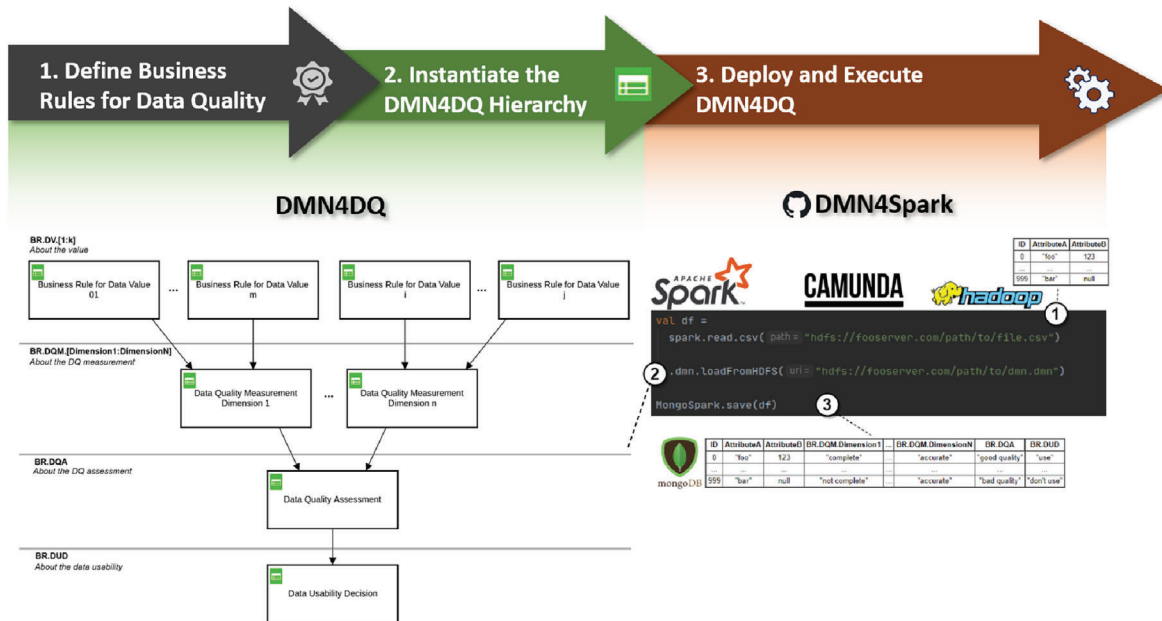 1. Define Business
Rules for Data Quality
2. Instantiate the
DMN4DQ Hierarchy
3. Deploy and Execute
DMN4DQ
DMN4DQ
DMN4Spark
BR.DV.[1:k]
About the value
Business Rule for Data Value
01
...
Business Rule for Data Value
m
Business Rule for Data Value
i
...
Business Rule for Data Value
j
BR.DQM.[Dimension1:DimensionN]
About the DQ measurement
Data Quality Measurement
Dimension 1
...
Data Quality Measurement
Dimension n
BR.DQA
About the DQ assessment
Data Quality Assessment
BR.DUD
About the data usability
Data Usability Decision
ID AttributeA AttributeB
0 "foo" 123
... ... ...
999 "bar" null
APACHE
Spark™
CAMUNDA
hadoop
1
val df =
spark.read.csv( path = "hdfs://fooserver.com/path/to/file.csv")
2
.dmn.loadFromHDFS( uri = "hdfs://fooserver.com/path/to/dmn.dmn")
MongoSpark.save(df)
3
mongoDB
ID AttributeA AttributeB BR.DQM.Dimension1 ... BR.DQM.DimensionN BR.DQA BR.DUD
0 "foo" 123 "complete" ... "accurate" "good quality" "use"
... ... ... ... ... ... ... ...
999 "bar" null "not complete" ... "accurate" "bad quality" "don't use"